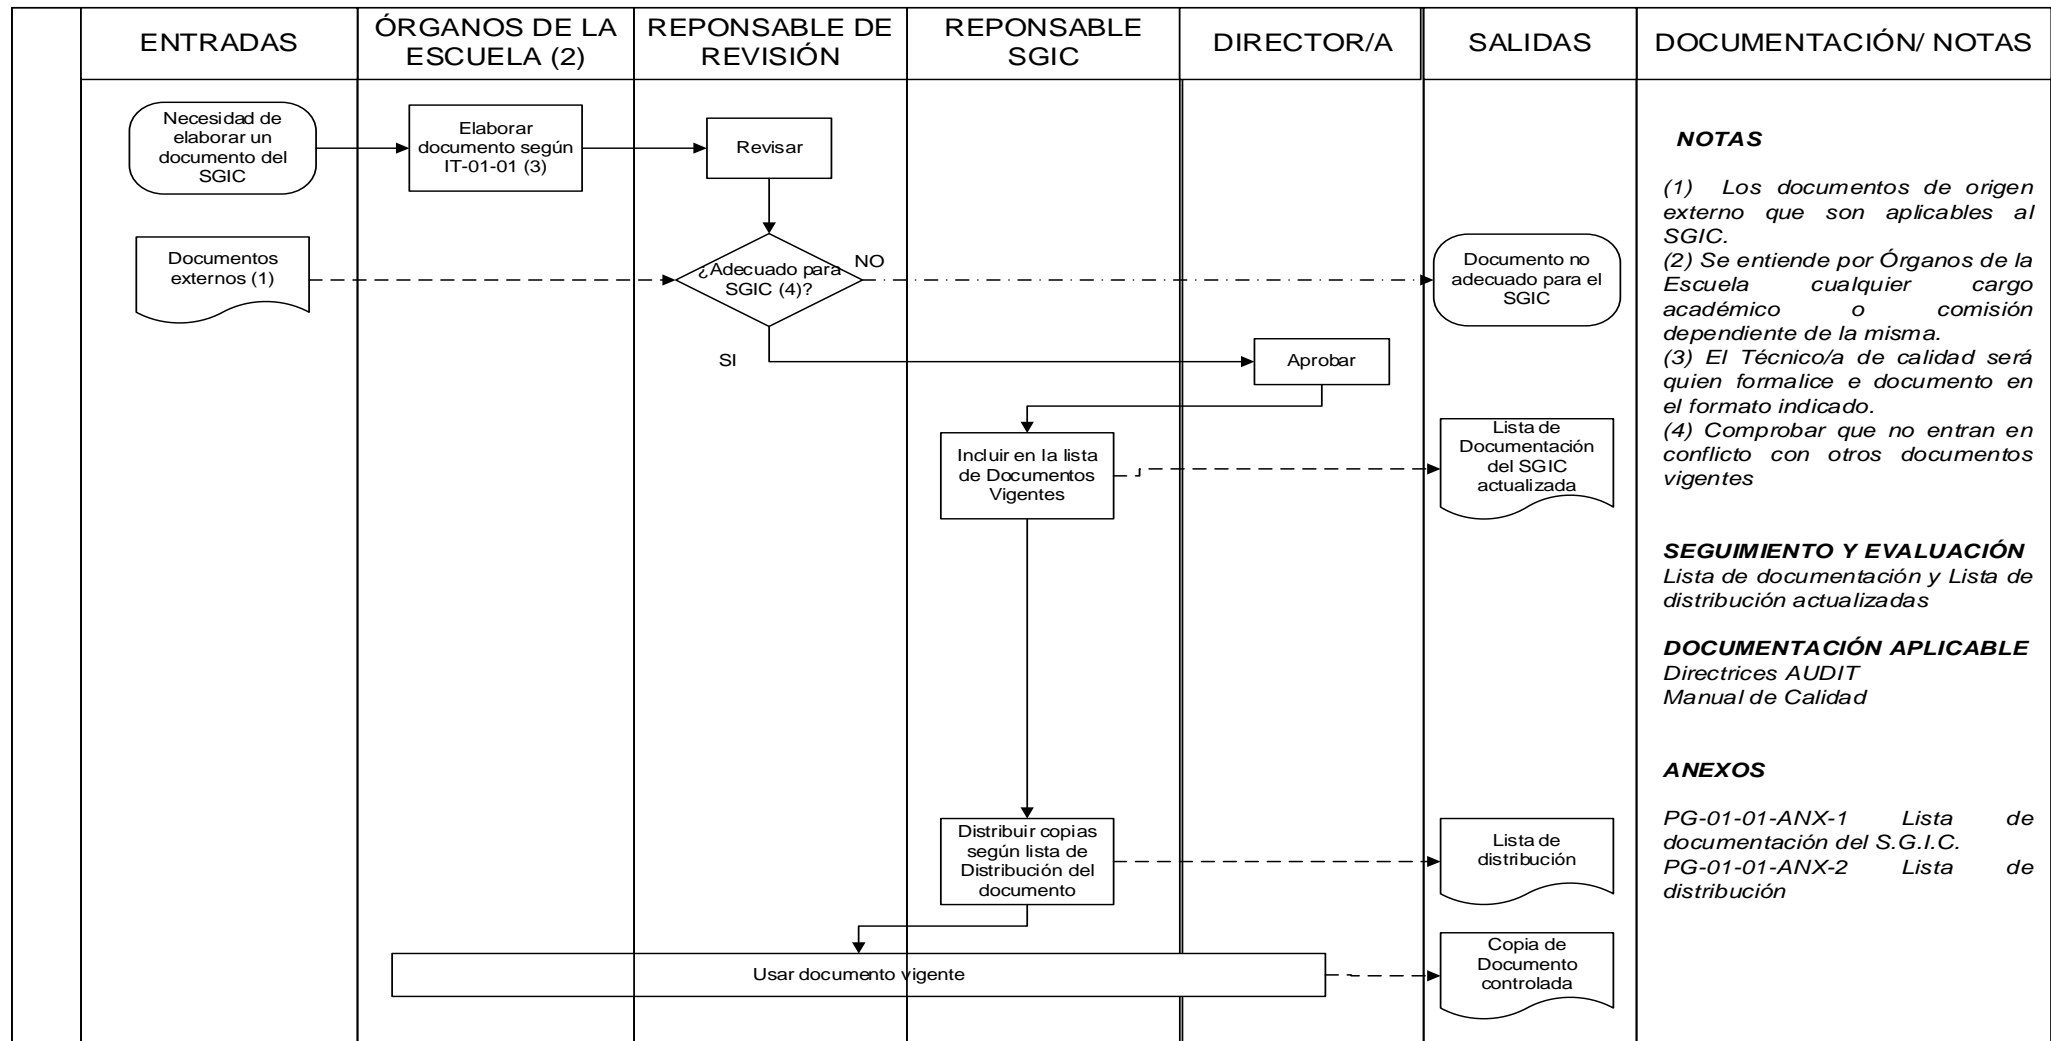 ENTRADAS
ÓRGANOS DE LA
ESCUELA (2)
REPONSABLE DE
REVISIÓN
REPONSABLE
SGIC
DIRECTOR/A
SALIDAS
DOCUMENTACIÓN/ NOTAS
Necesidad de
elaborar un
documento del
SGIC
Elaborar
documento según
IT-01-01 (3)
Revisar
Documentos
externos (1)
¿Adecuado para
SGIC (4)?
NO
Documento no
adecuado para el
SGIC
SI
Aprobar
Incluir en la lista
de Documentos
Vigentes
Lista de
Documentación
del SGIC
actualizada
Distribuir copias
según lista de
Distribución del
documento
Lista de
distribución
Usar documento vigente
Copia de
Documento
controlada
NOTAS
(1) Los documentos de origen
externo que son aplicables al
SGIC.
(2) Se entiende por Órganos de la
Escuela cualquier cargo
académico o comisión
dependiente de la misma.
(3) El Técnico/a de calidad será
quien formalice e documento en
el formato indicado.
(4) Comprobar que no entran en
conflicto con otros documentos
vigentes
SEGUIMIENTO Y EVALUACIÓN
Lista de documentación y Lista de
distribución actualizadas
DOCUMENTACIÓN APLICABLE
Directrices AUDIT
Manual de Calidad
ANEXOS
PG-01-01-ANX-1 Lista de
documentación del S.G.I.C.
PG-01-01-ANX-2 Lista de
distribución